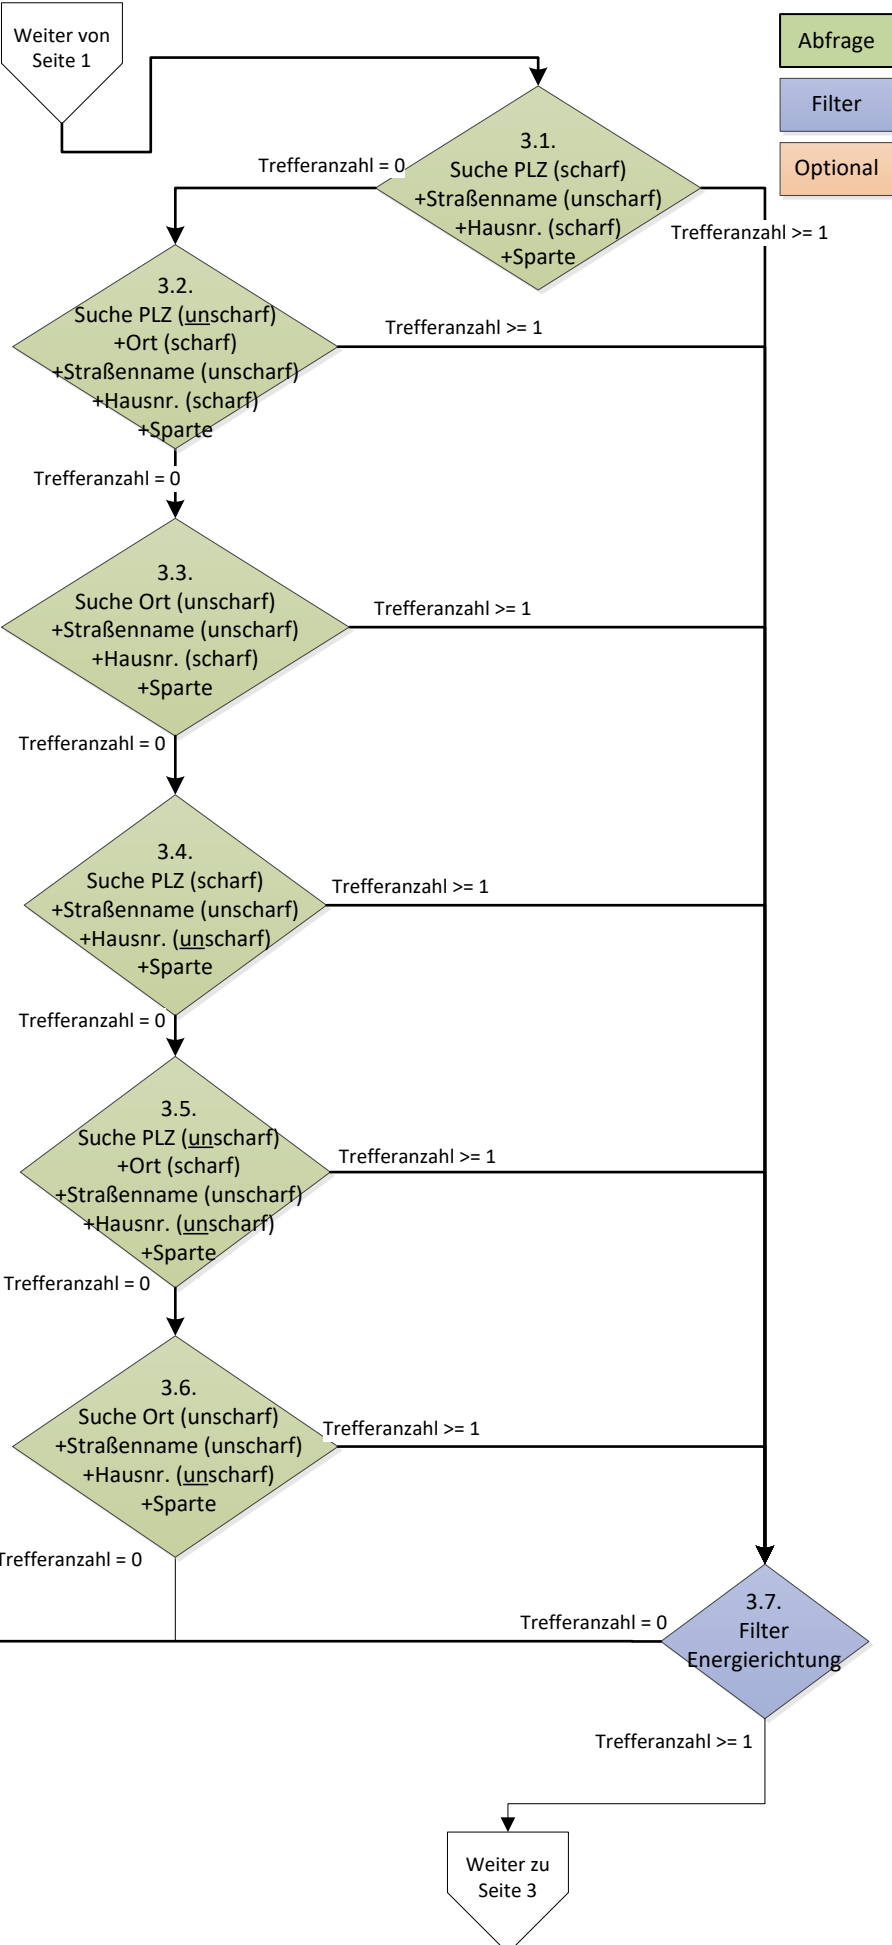 Weiter von
Seite 1
Abfrage
Filter
Optional
3.1.
Suche PLZ (scharf)
+Straßenname (unscharf)
+Hausnr. (scharf)
+Sparte
Trefferanzahl = 0
Trefferanzahl >= 1
3.2.
Suche PLZ (unscharf)
+Ort (scharf)
+Straßenname (unscharf)
+Hausnr. (scharf)
+Sparte
Trefferanzahl >= 1
Trefferanzahl = 0
3.3.
Suche Ort (unscharf)
+Straßenname (unscharf)
+Hausnr. (scharf)
+Sparte
Trefferanzahl >= 1
Trefferanzahl = 0
3.4.
Suche PLZ (scharf)
+Straßenname (unscharf)
+Hausnr. (unscharf)
+Sparte
Trefferanzahl >= 1
Trefferanzahl = 0
3.5.
Suche PLZ (unscharf)
+Ort (scharf)
+Straßenname (unscharf)
+Hausnr. (unscharf)
+Sparte
Trefferanzahl >= 1
Trefferanzahl = 0
3.6.
Suche Ort (unscharf)
+Straßenname (unscharf)
+Hausnr. (unscharf)
+Sparte
Trefferanzahl >= 1
Trefferanzahl = 0
3.7.
Filter
Energierichtung
Trefferanzahl = 0
Trefferanzahl >= 1
Weiter zu
Seite 3